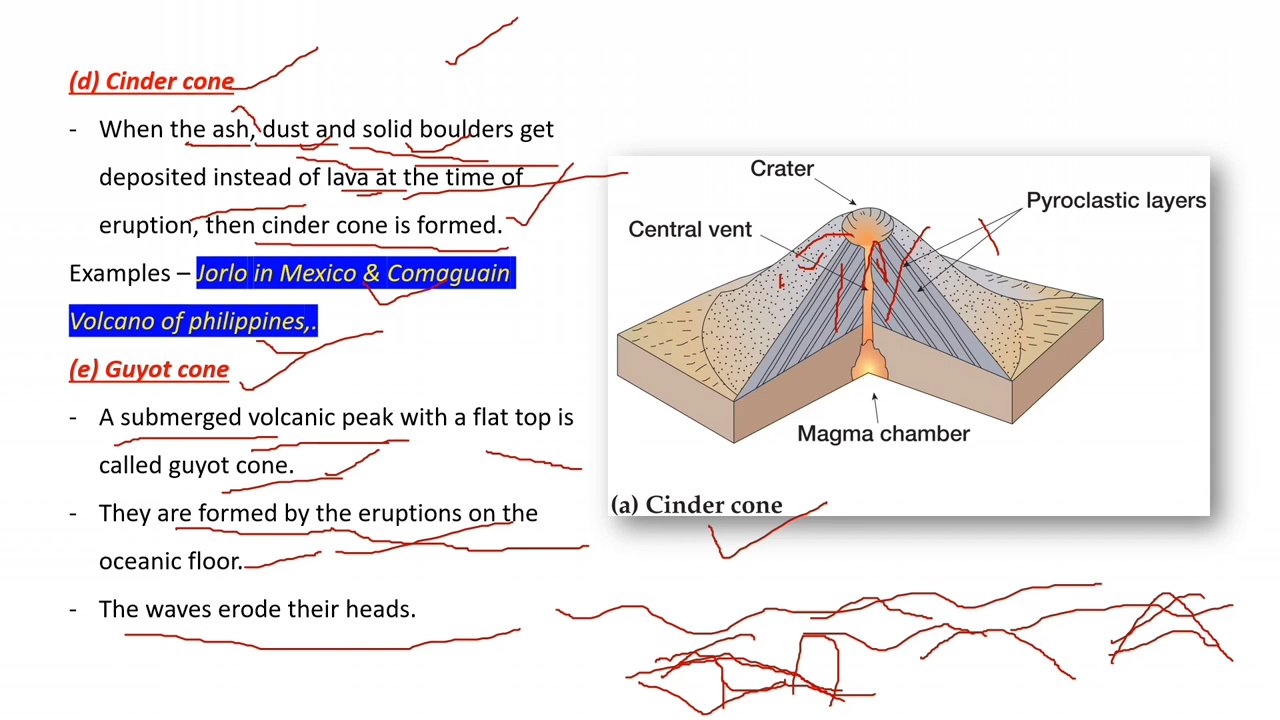 (d) Cinder cone
- When the ash, dust and solid boulders get
deposited instead of lava at the time of
eruption, then cinder cone is formed.
Examples – Jorlo in Mexico & Comaguain
Volcano of philippines,.
(e) Guyot cone
- A submerged volcanic peak with a flat top is
called guyot cone.
- They are formed by the eruptions on the
oceanic floor.
- The waves erode their heads.
Crater
Pyroclastic layers
Central vent
Magma chamber
(a) Cinder cone